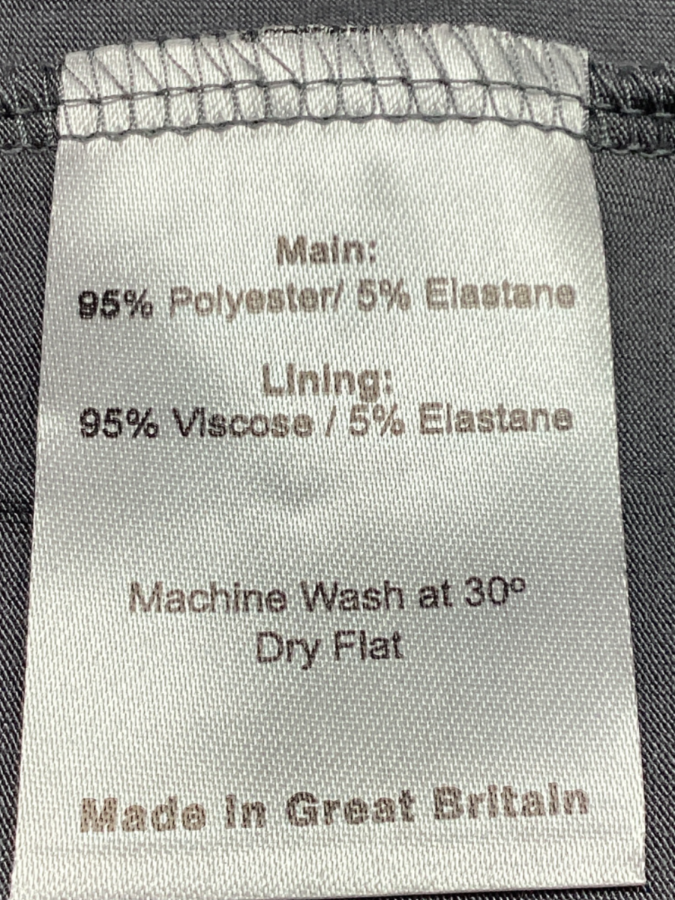 Main:
95% Polyester/ 5% Elastane
Lining:
95% Viscose / 5% Elastane
Machine Wash at 30º
Dry Flat
Made in Great Britain